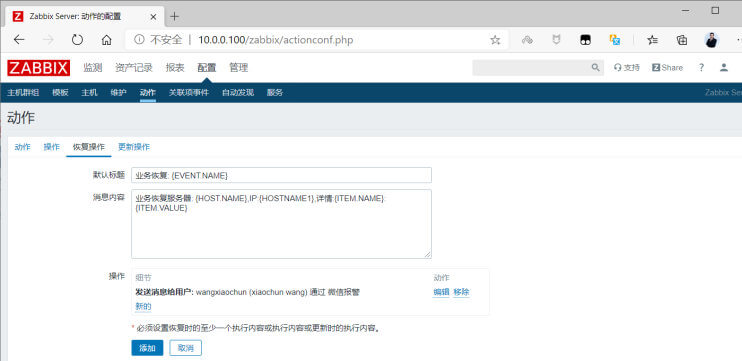 Zabbix Server: 动作的配置
不安全 | 10.0.0.100/zabbix/actionconf.php
ZABBIX 监测 资产记录 报表 配置 管理 支持 Share ?
主机群组 模板 主机 维护 动作 关联项事件 自动发现 服务 Zabbix Ser
动作
动作 操作 恢复操作 更新操作
默认标题 业务恢复: {EVENT.NAME}
消息内容 业务恢复服务器: {HOST.NAME},IP:{HOSTNAME1},详情:{ITEM.NAME}:
{ITEM.VALUE}
操作 细节 动作
发送消息给用户: wangxiaochun (xiaochun wang) 通过 微信报警 编辑 移除
新的
* 必须设置恢复时的至少一个执行内容或执行内容或更新时的执行内容。
添加 取消